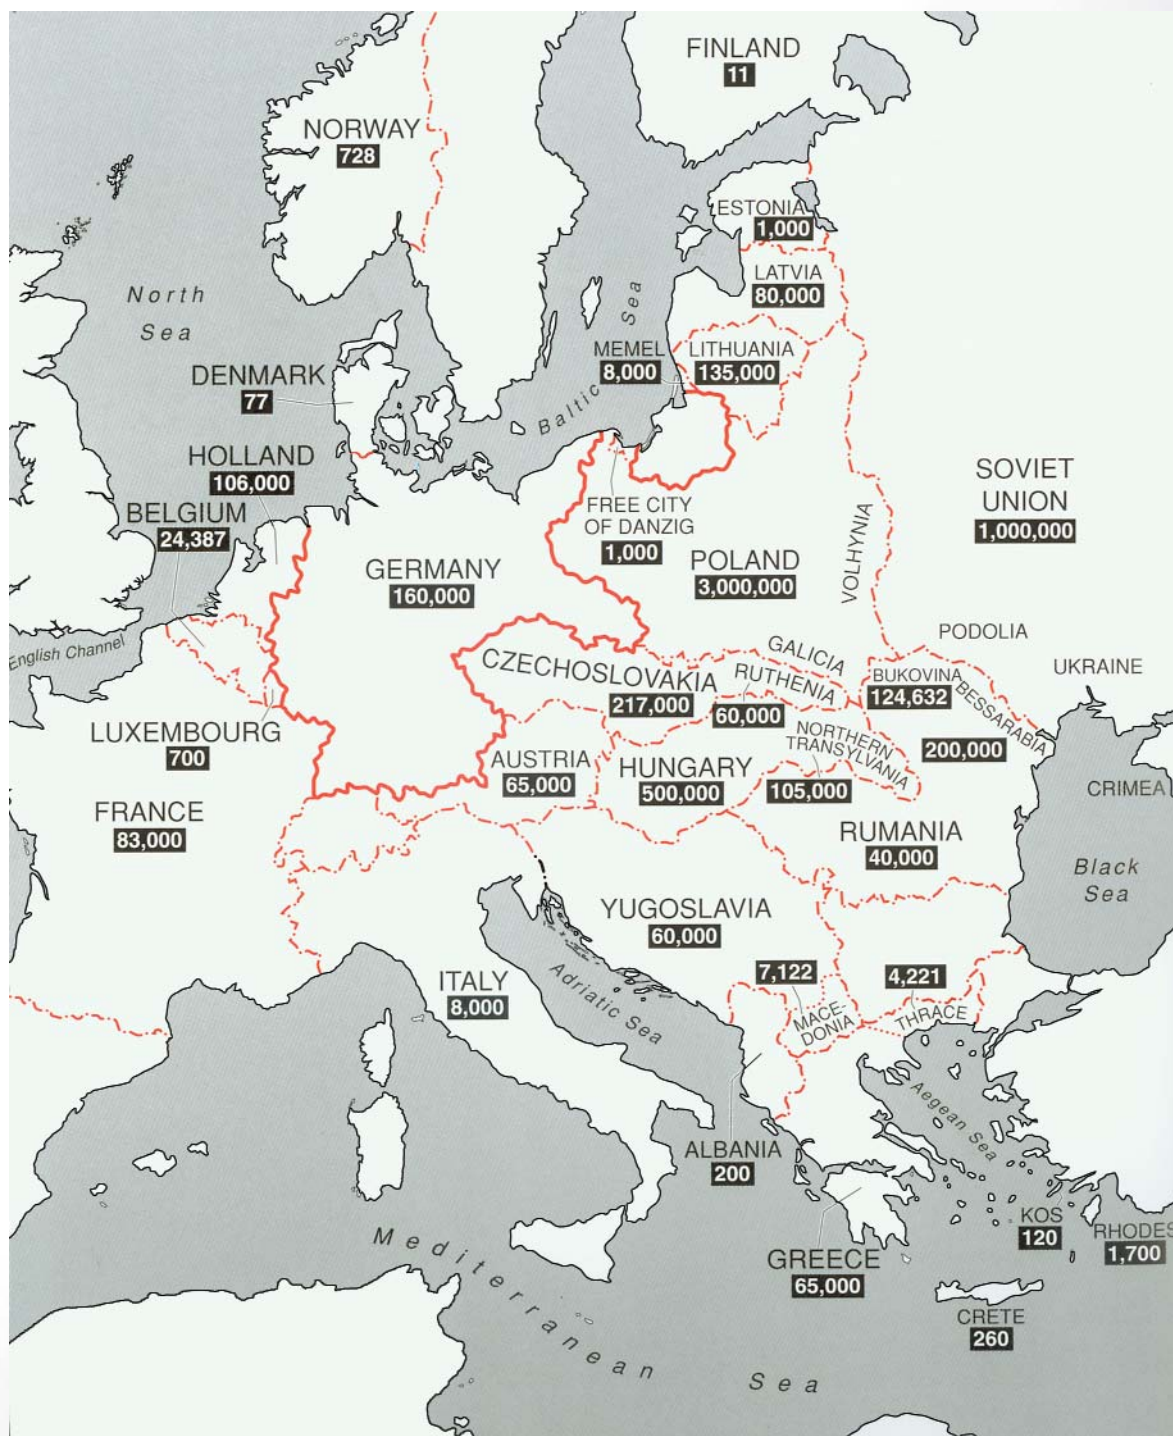 FINLAND
11
NORWAY
728
ESTONIA
1,000
LATVIA
80,000
North
Sea
Baltic Sea
MEMEL
8,000
LITHUANIA
135,000
DENMARK
77
HOLLAND
106,000
BELGIUM
24,387
FREE CITY
OF DANZIG
1,000
SOVIET
UNION
1,000,000
GERMANY
160,000
POLAND
3,000,000
VOLHYNIA
English Channel
PODOLIA
GALICIA
UKRAINE
CZECHOSLOVAKIA
217,000
RUTHENIA
60,000
BUKOVINA
124,632
BESSARABIA
200,000
LUXEMBOURG
700
AUSTRIA
65,000
HUNGARY
500,000
NORTHERN
TRANSYLVANIA
105,000
CRIMEA
FRANCE
83,000
RUMANIA
40,000
Black
Sea
YUGOSLAVIA
60,000
ITALY
8,000
Adriatic Sea
7,122
MACE-
DONIA
4,221
THRACE
Aegean Sea
ALBANIA
200
GREECE
65,000
KOS
120
RHODES
1,700
CRETE
260
Mediterranean Sea